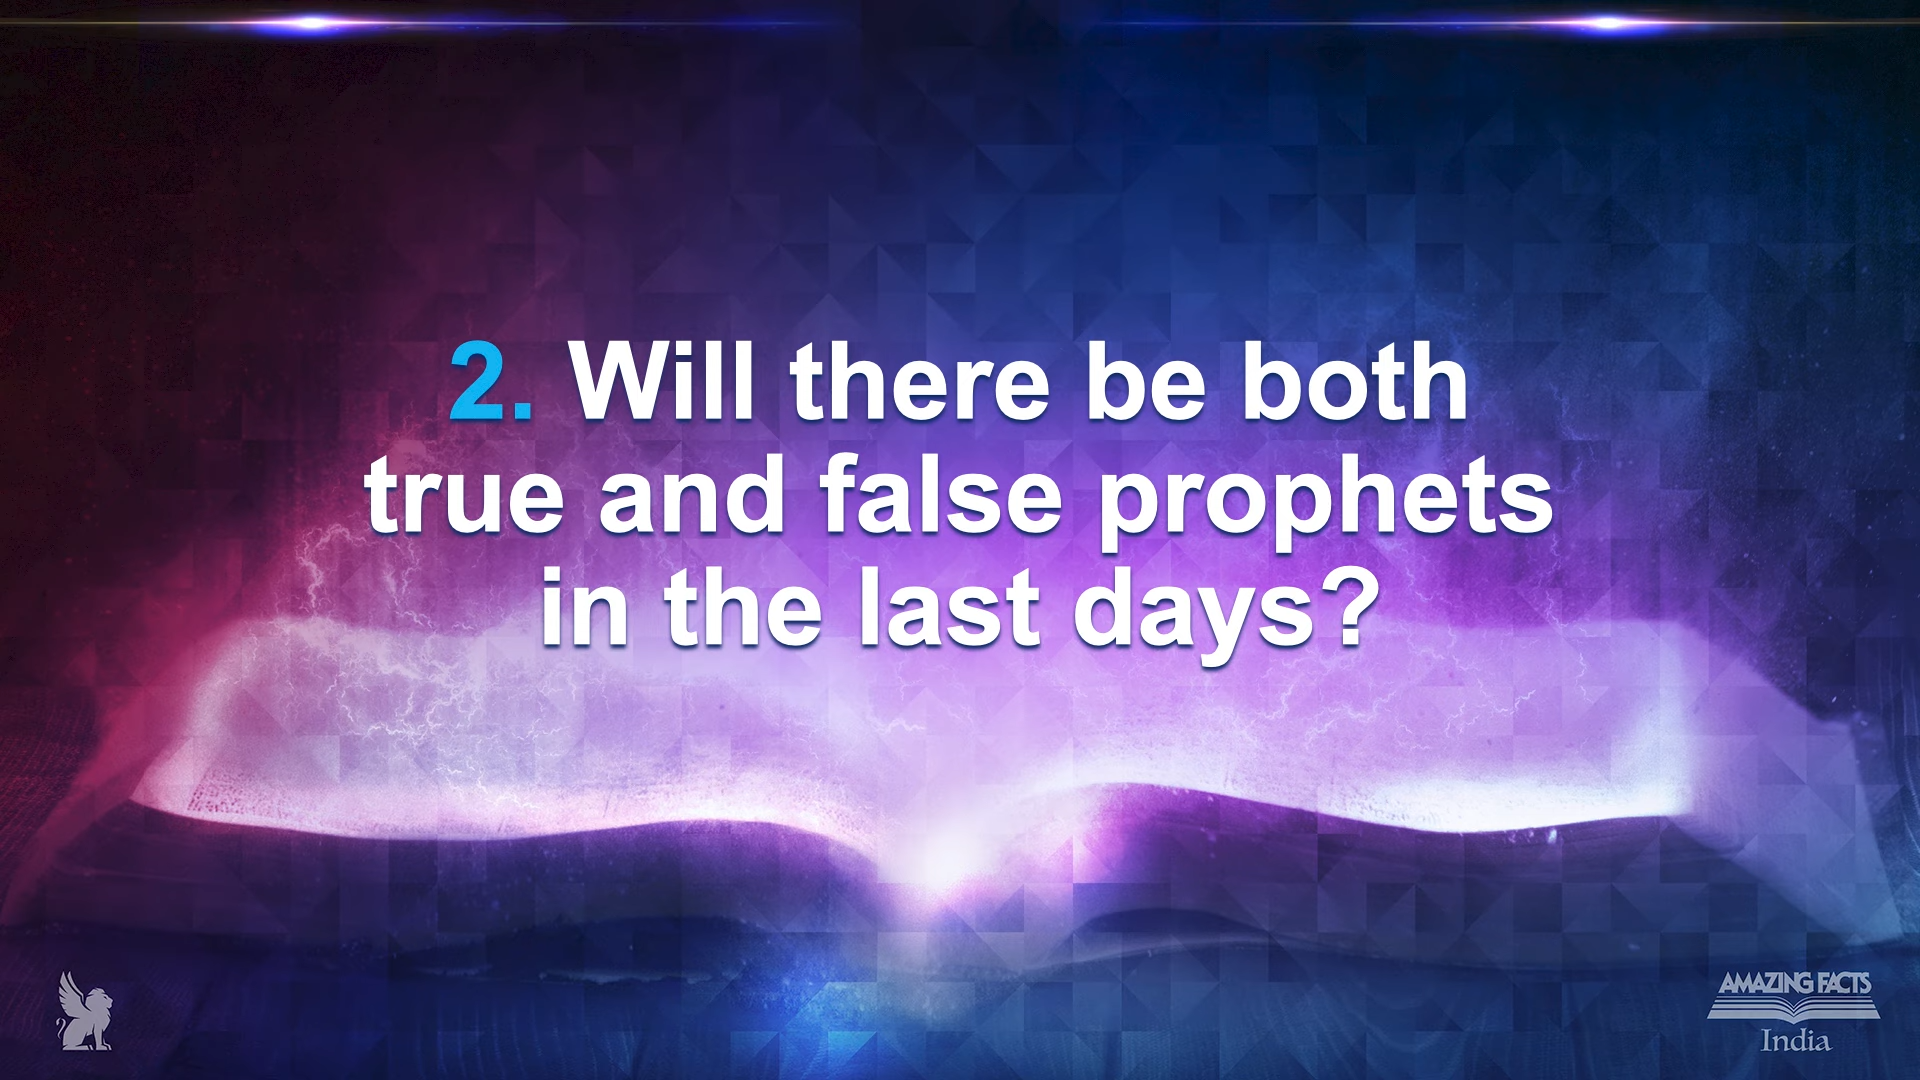 2. Will there be both
true and false prophets
in the last days?
AMAZING FACTS
India